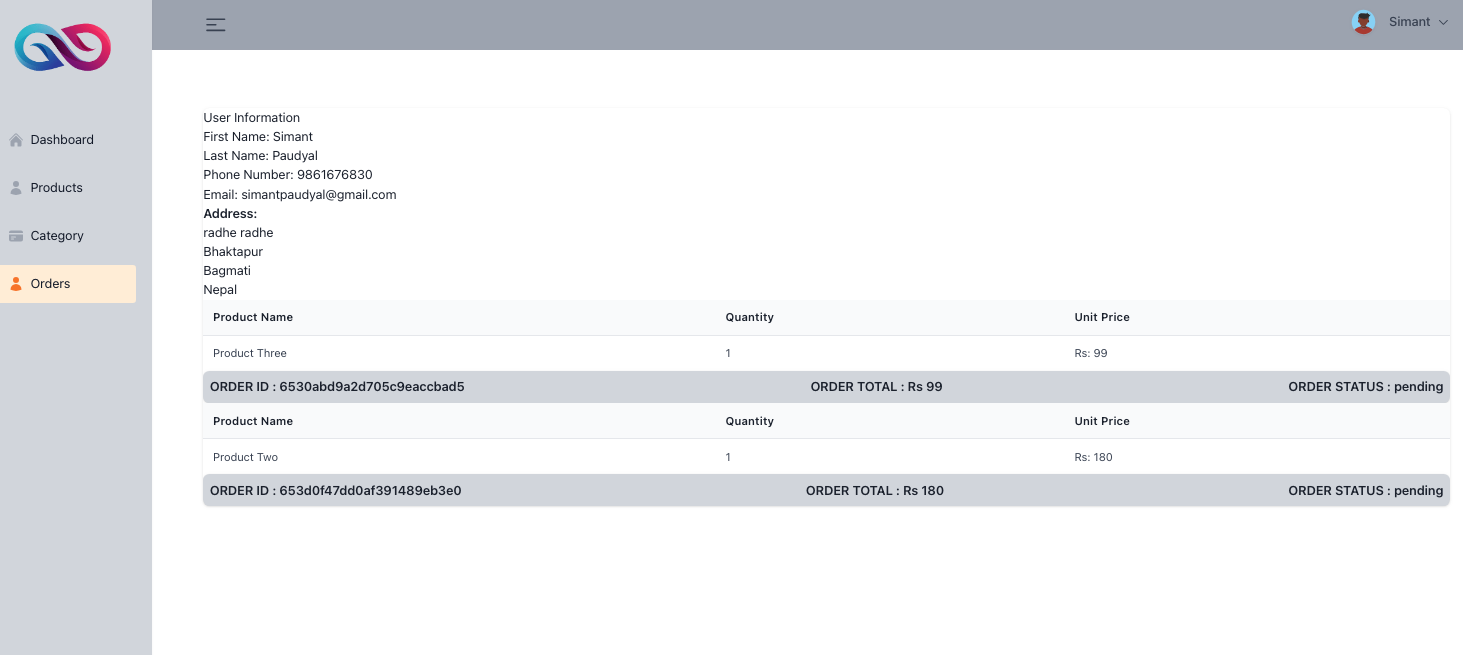 Simant
Dashboard
Products
Category
Orders
User Information
First Name: Simant
Last Name: Paudyal
Phone Number: 9861676830
Email: simantpaudyal@gmail.com
Address:
radhe radhe
Bhaktapur
Bagmati
Nepal
Product Name Quantity Unit Price
Product Three 1 Rs: 99
ORDER ID : 6530abd9a2d705c9eaccbad5 ORDER TOTAL : Rs 99 ORDER STATUS : pending
Product Name Quantity Unit Price
Product Two 1 Rs: 180
ORDER ID : 653d0f47dd0af391489eb3e0 ORDER TOTAL : Rs 180 ORDER STATUS : pending